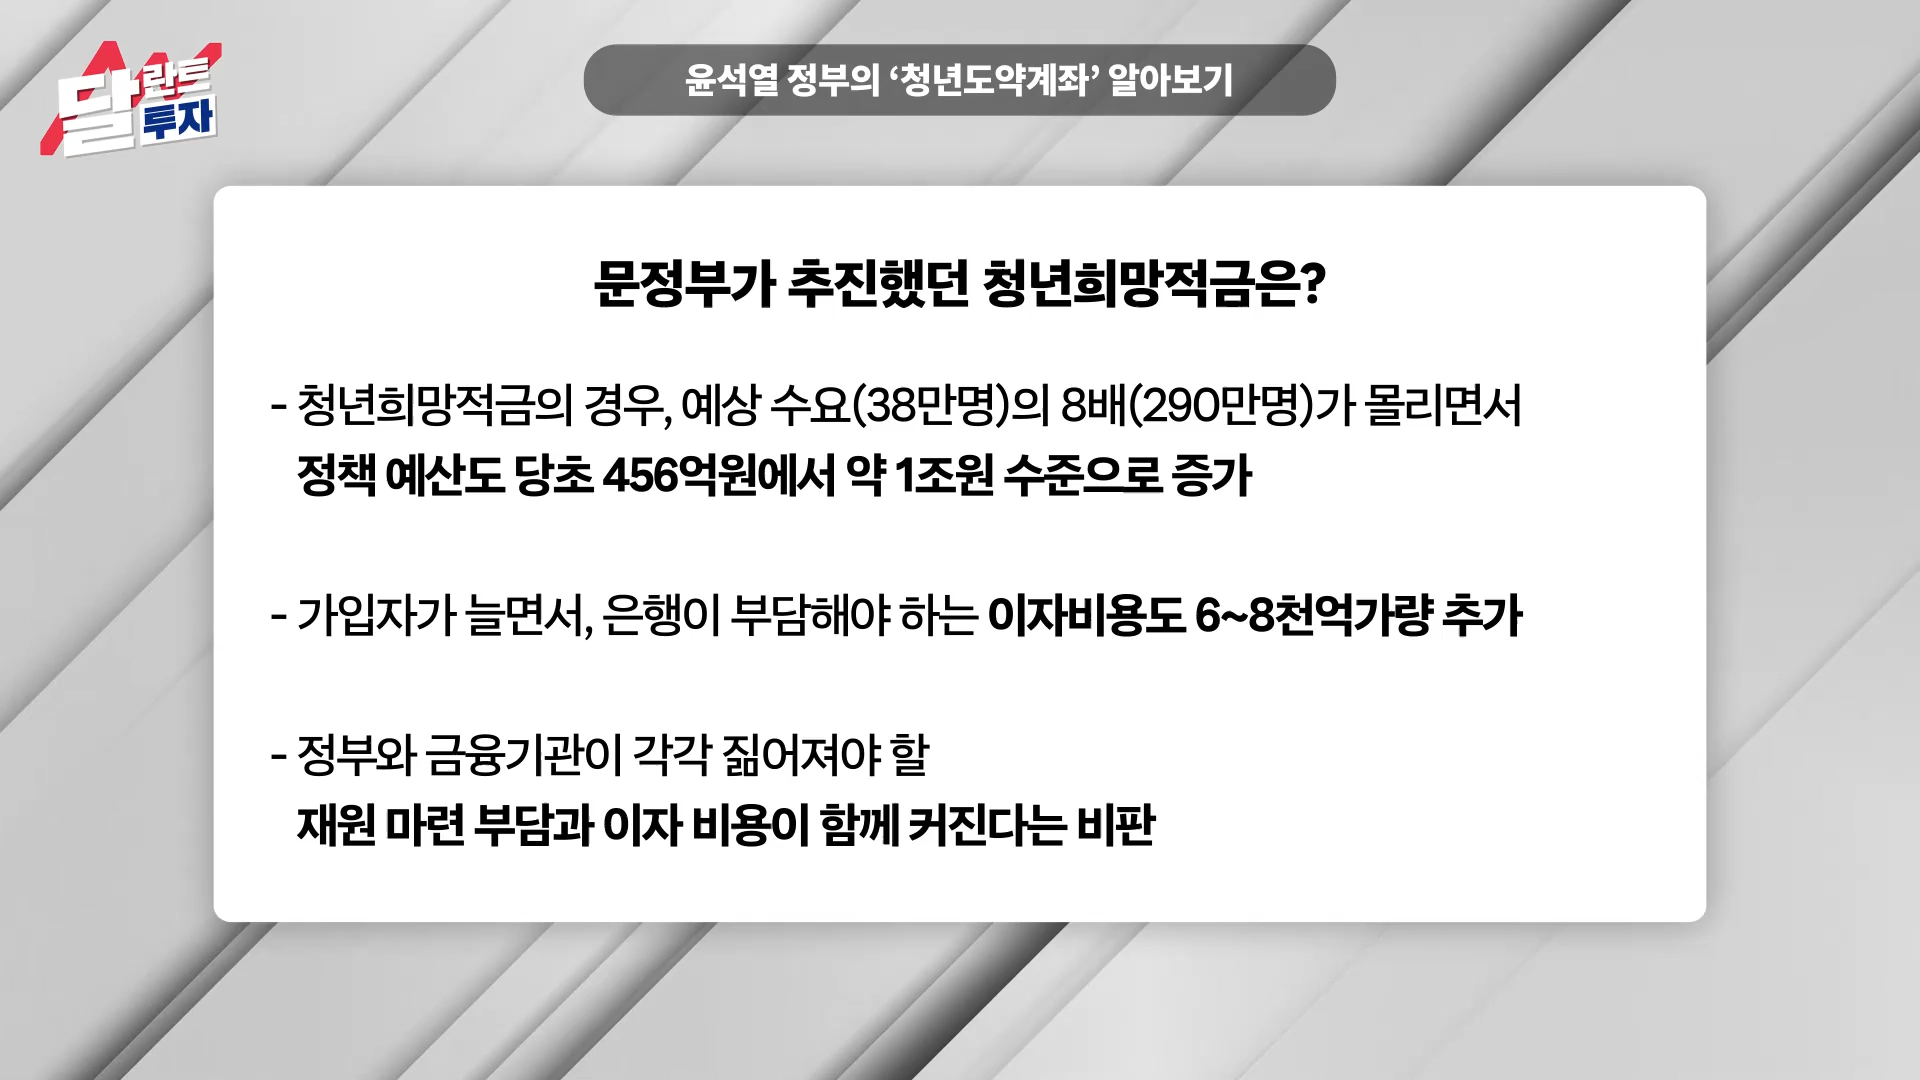 달란트
투자
윤석열 정부의 ‘청년도약계좌’ 알아보기
문정부가 추진했던 청년희망적금은?
- 청년희망적금의 경우, 예상 수요(38만명)의 8배(290만명)가 몰리면서
정책 예산도 당초 456억원에서 약 1조원 수준으로 증가
- 가입자가 늘면서, 은행이 부담해야 하는 이자비용도 6~8천억가량 추가
- 정부와 금융기관이 각각 짊어져야 할
재원 마련 부담과 이자 비용이 함께 커진다는 비판